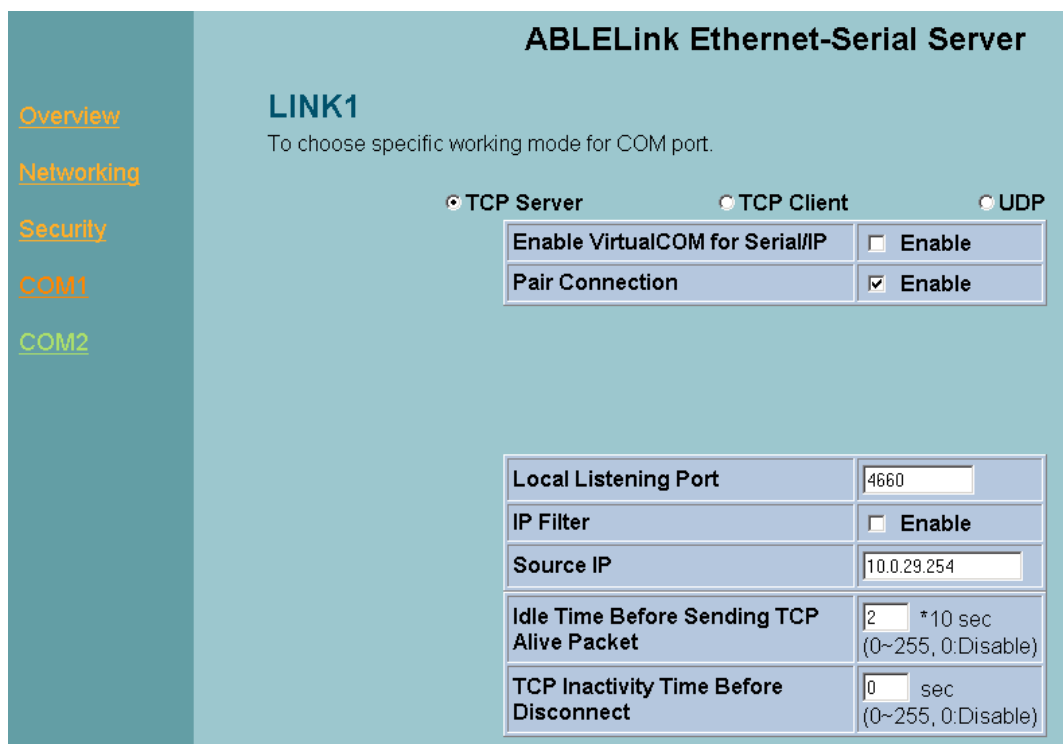 ABLELink Ethernet-Serial Server
Overview
Networking
Security
COM1
COM2
LINK1
To choose specific working mode for COM port.
TCP Server TCP Client UDP
Enable VirtualCOM for Serial/IP Enable
Pair Connection Enable
Local Listening Port 4660
IP Filter Enable
Source IP 10.0.29.254
Idle Time Before Sending TCP
Alive Packet
2 *10 sec
(0~255, 0:Disable)
TCP Inactivity Time Before
Disconnect
0 sec
(0~255, 0:Disable)